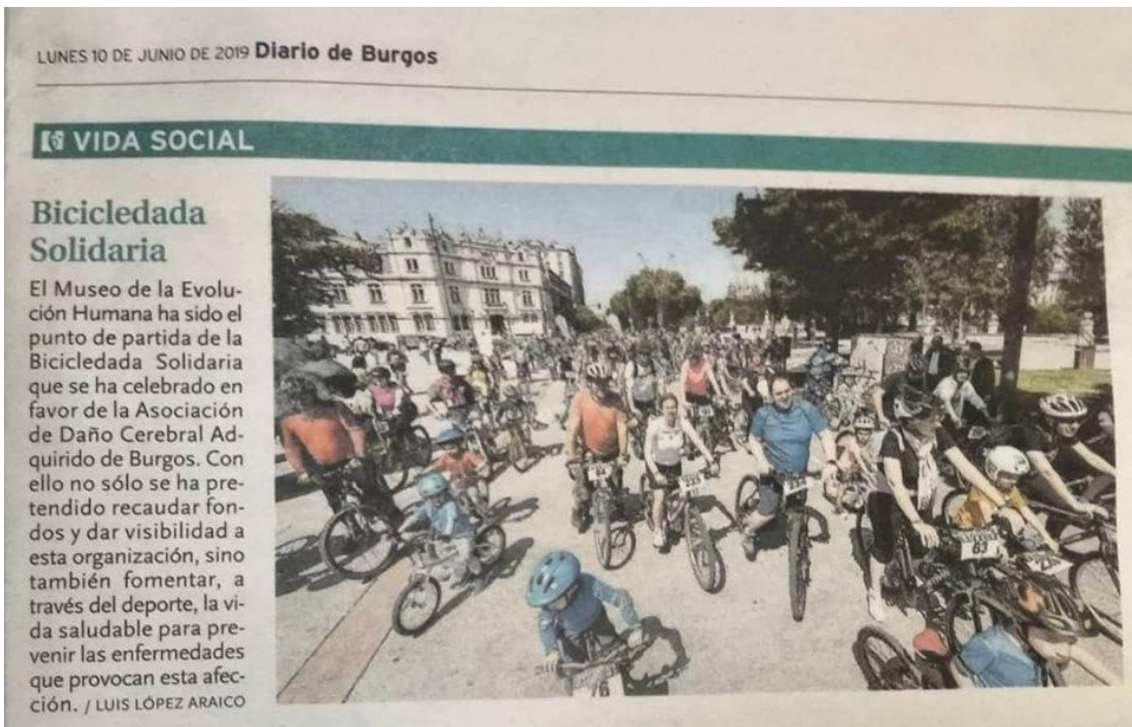 LUNES 10 DE JUNIO DE 2019 Diario de Burgos
VIDA SOCIAL
Bicicledada
Solidaria
El Museo de la Evolu-
ción Humana ha sido el
punto de partida de la
Bicicledada Solidaria
que se ha celebrado en
favor de la Asociación
de Daño Cerebral Ad-
quirido de Burgos. Con
ello no sólo se ha pre-
tendido recaudar fon-
dos y dar visibilidad a
esta organización, sino
también fomentar, a
través del deporte, la vi-
da saludable para pre-
venir las enfermedades
que provocan esta afec-
ción. / LUIS LÓPEZ ARAICO
63
76